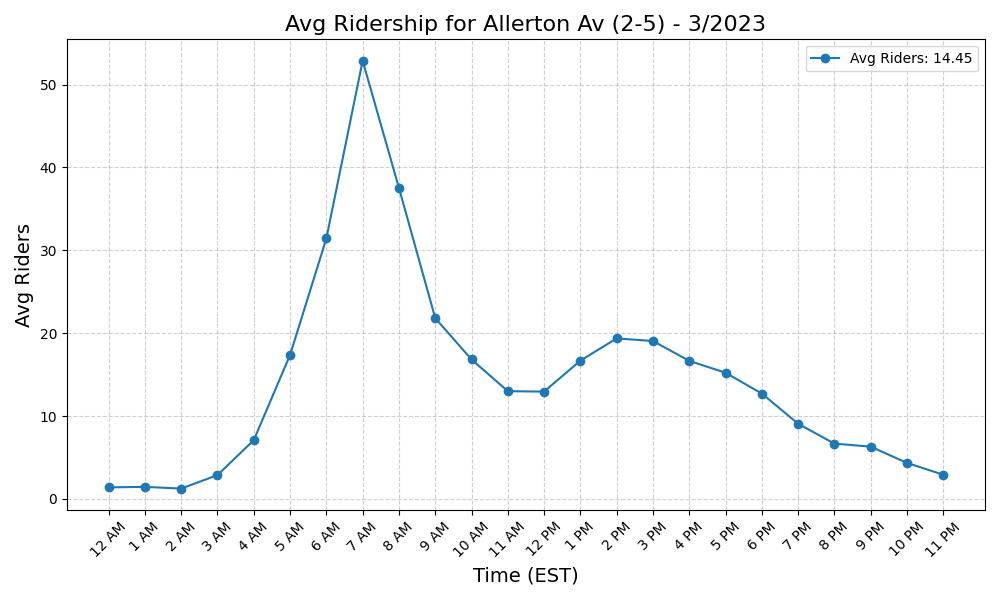 Avg Ridership for Allerton Av (2-5) - 3/2023
Avg Riders: 14.45
Avg Riders
50
40
30
20
10
0
12 AM
1 AM
2 AM
3 AM
4 AM
5 AM
6 AM
7 AM
8 AM
9 AM
10 AM
11 AM
12 PM
1 PM
2 PM
3 PM
4 PM
5 PM
6 PM
7 PM
8 PM
9 PM
10 PM
11 PM
Time (EST)